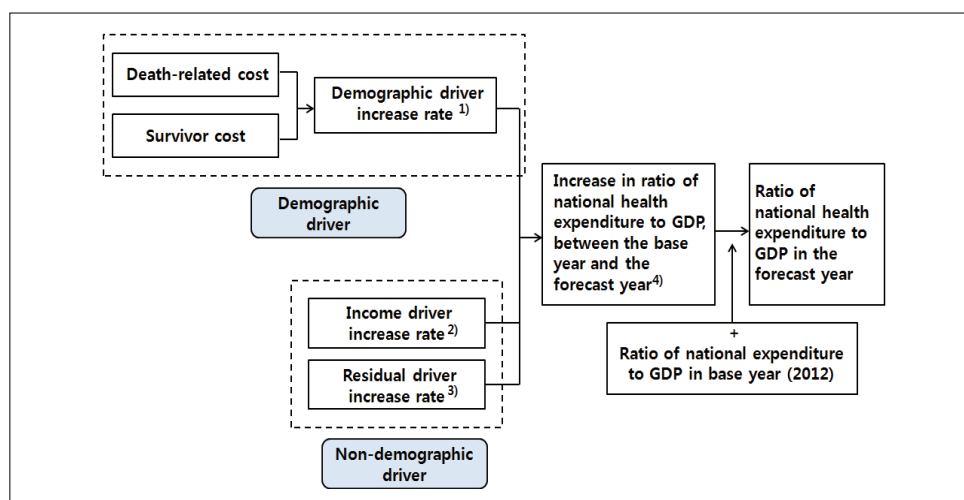 Death-related cost
Survivor cost
Demographic driver
increase rate 1)
Demographic
driver
Income driver
increase rate 2)
Residual driver
increase rate 3)
Non-demographic
driver
Increase in ratio of
national health
expenditure to GDP,
between the base
year and the
forecast year4)
Ratio of
national health
expenditure to
GDP in the
forecast year
+
Ratio of national expenditure
to GDP in base year (2012)